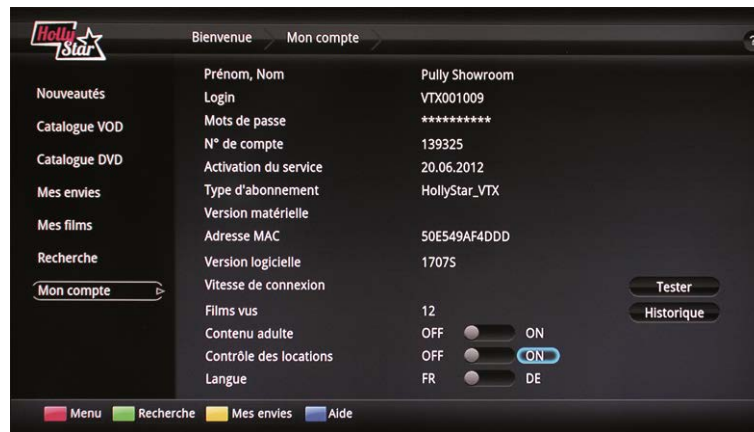 Holly Star
Bienvenue Mon compte ?
Nouveautés
Catalogue VOD
Catalogue DVD
Mes envies
Mes films
Recherche
Mon compte
Prénom, Nom Pully Showroom
Login VTX001009
Mots de passe **********
N° de compte 139325
Activation du service 20.06.2012
Type d'abonnement HollyStar_VTX
Version matérielle
Adresse MAC 50E549AF4DDD
Version logicielle 1707S
Vitesse de connexion Tester
Films vus 12 Historique
Contenu adulte OFF ON
Contrôle des locations OFF ON
Langue FR DE
Menu Recherche Mes envies Aide